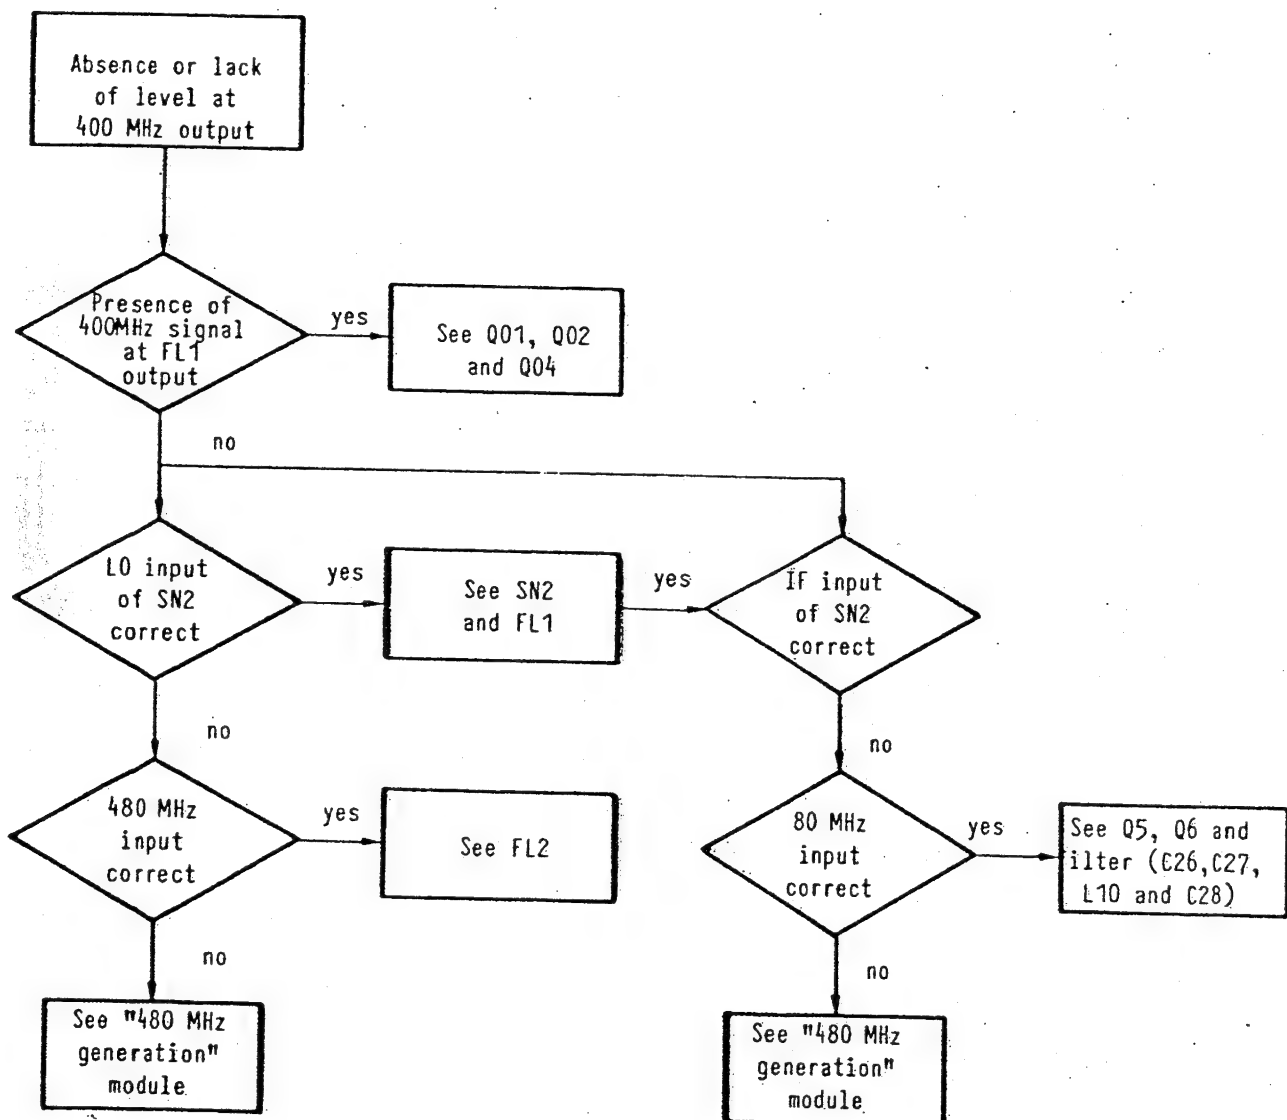 Absence or lack
of level at
400 MHz output
Presence of
400MHz signal
at FL1
output
yes
See Q01, Q02
and Q04
no
LO input
of SN2
correct
yes
See SN2
and FL1
yes
IF input
of SN2
correct
no
no
480 MHz
input
correct
yes
See FL2
80 MHz
input
correct
yes
See Q5, Q6 and
ilter (C26,C27,
L10 and C28)
no
no
See "480 MHz
generation"
module
See "480 MHz
generation"
module